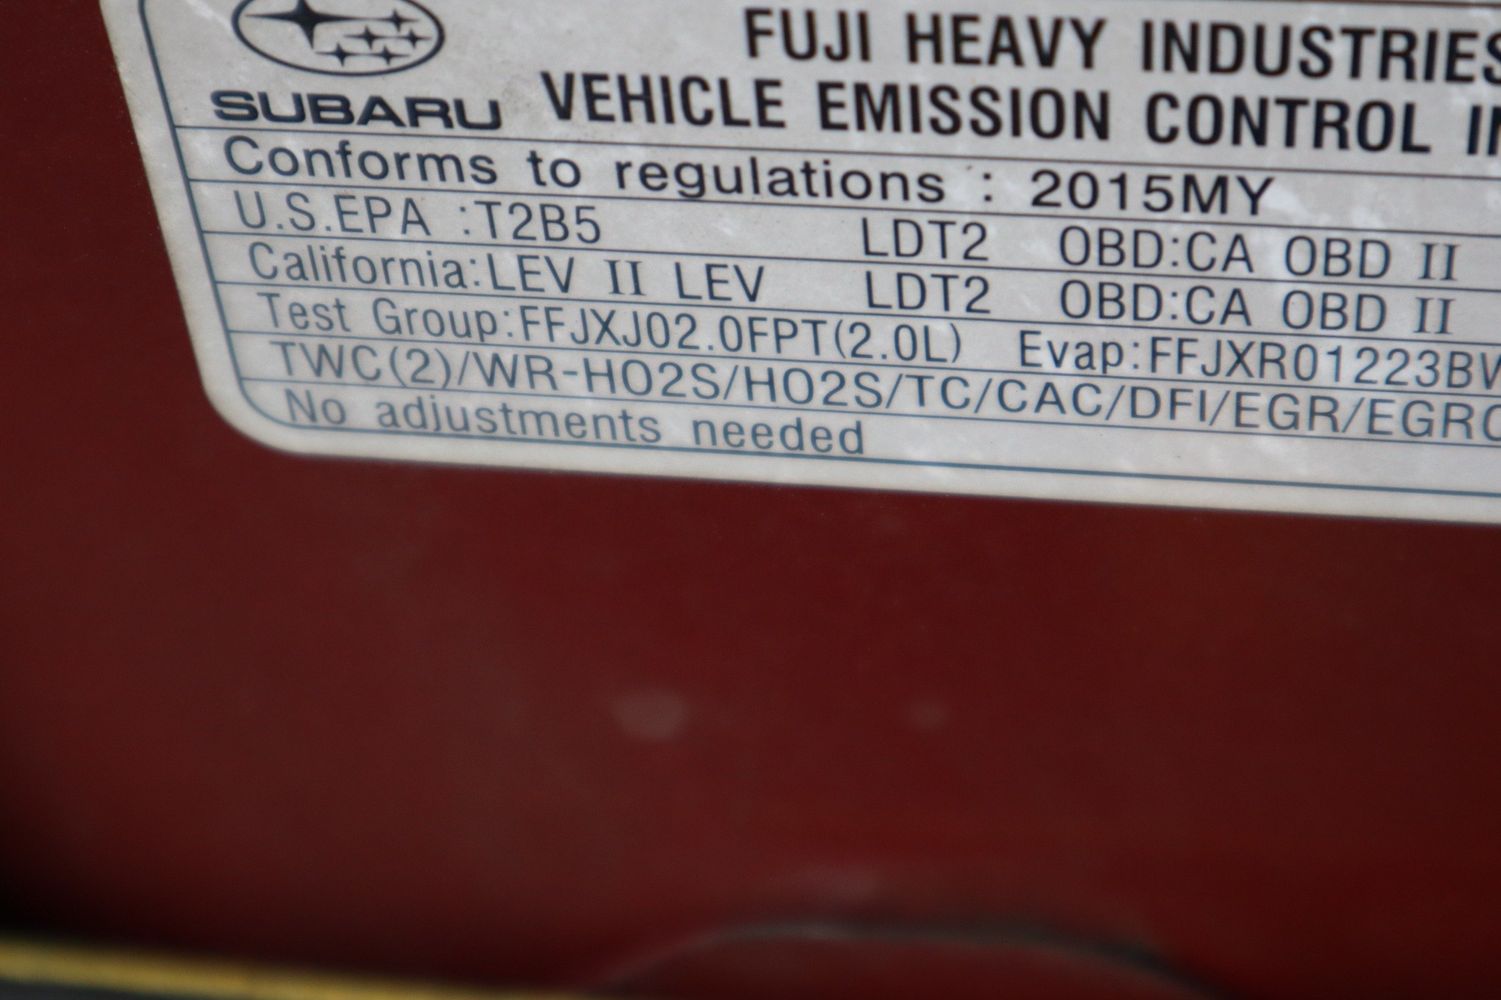 FUJI HEAVY INDUSTRIES
SUBARU VEHICLE EMISSION CONTROL
Conforms to regulations : 2015MY
U.S.EPA :T2B5 LDT2 OBD:CA OBD II
California:LEV II LEV LDT2 OBD:CA OBD II
Test Group:FFJXJ02.0FPT(2.0L) Evap:FFJXR01223BV
TWC(2)/WR-HO2S/HO2S/TC/CAC/DFI/EGR/EGRC
No adjustments needed